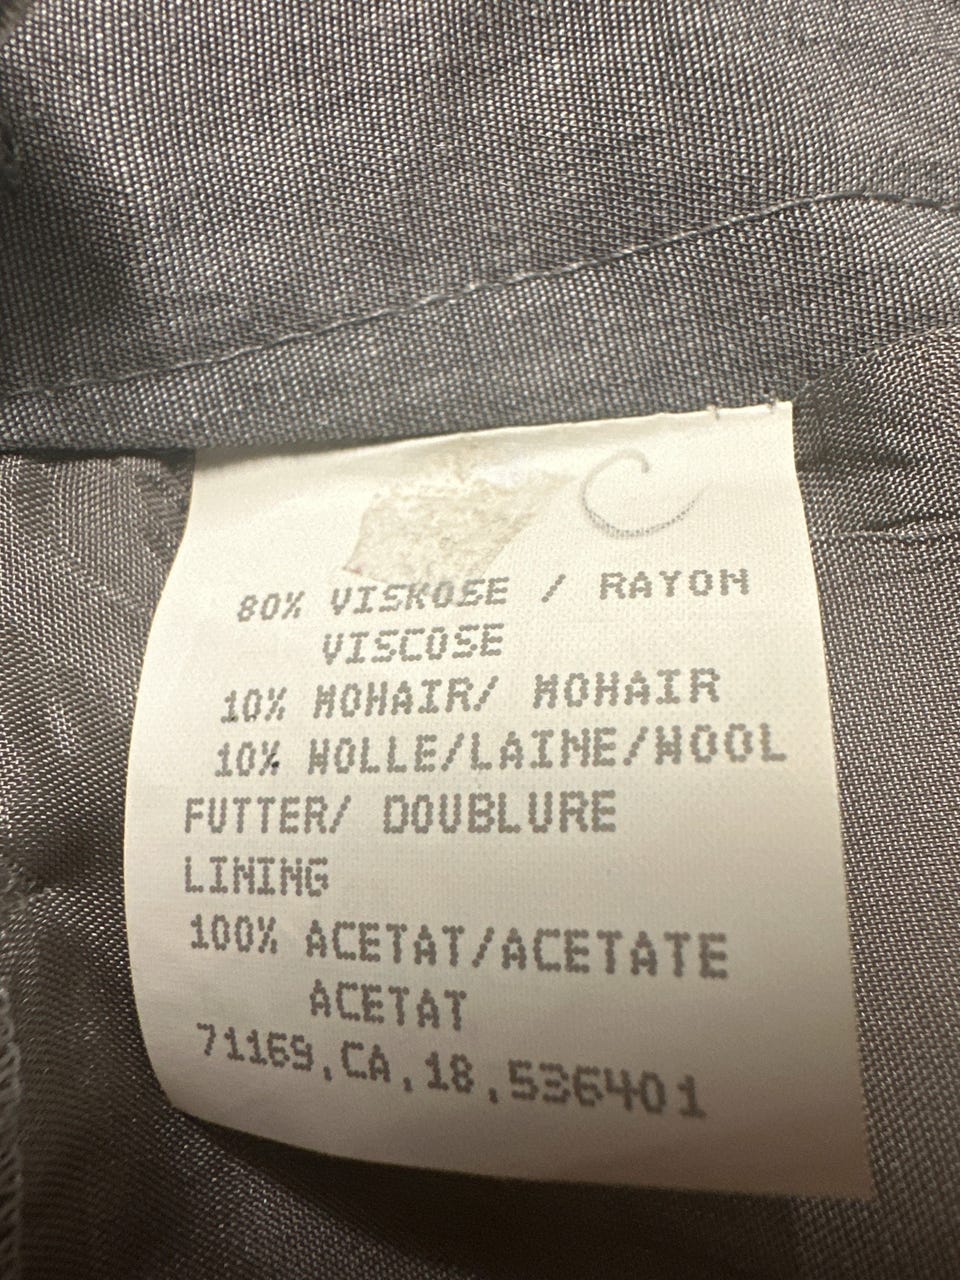 C
80% VISKOSE / RAYON
VISCOSE
10% MOHAIR/ MOHAIR
10% WOLLE/LAINE/WOOL
FUTTER/ DOUBLURE
LINING
100% ACETAT/ACETATE
ACETAT
71169,CA,18,536401